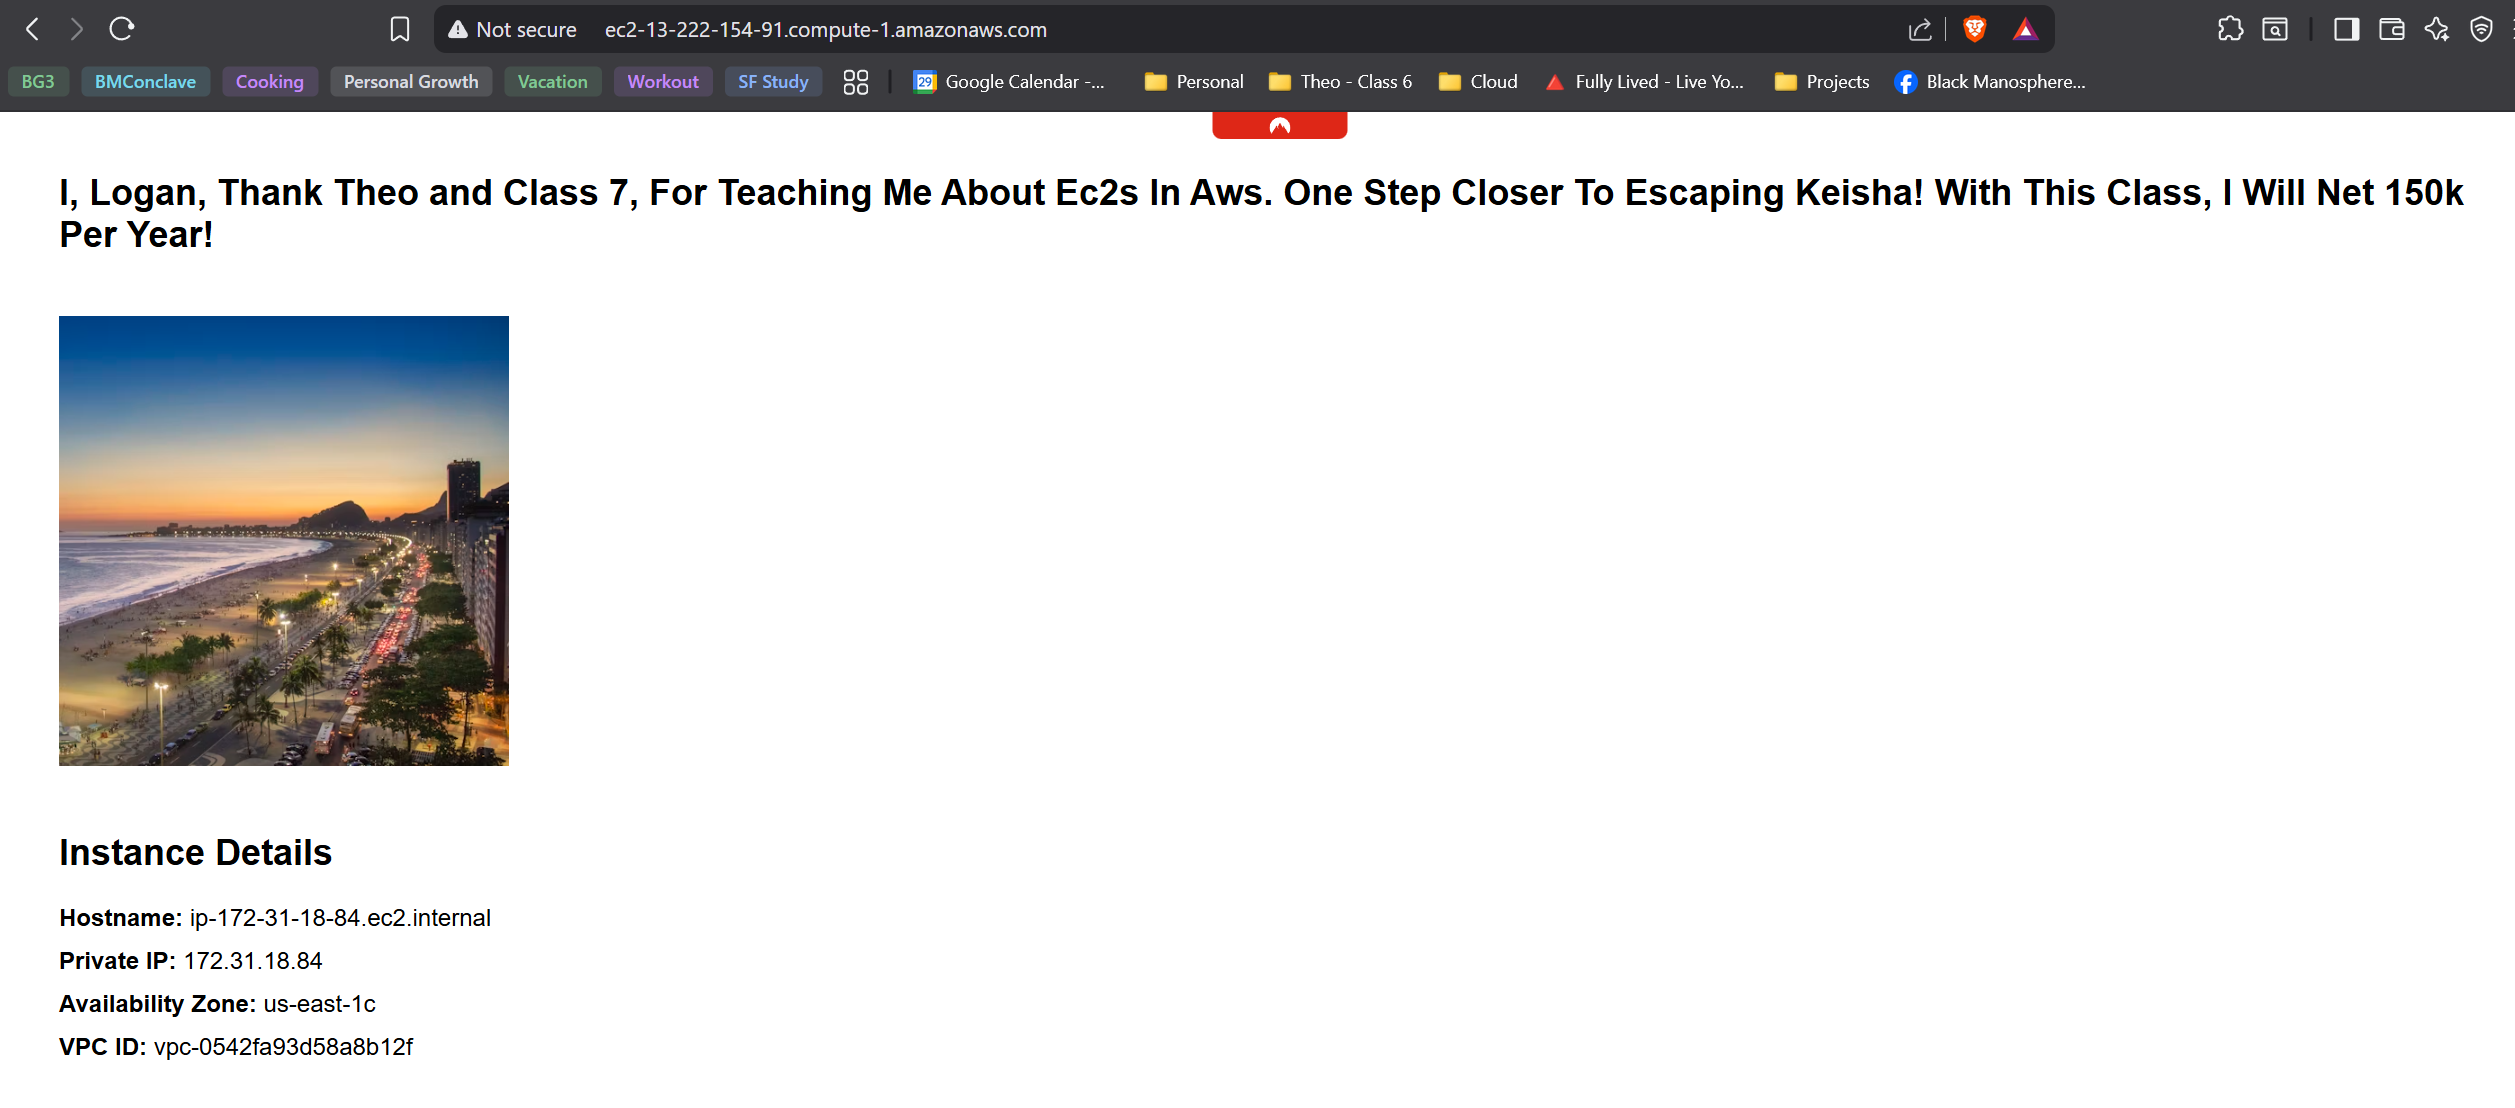 Not secure ec2-13-222-154-91.compute-1.amazonaws.com
BG3 BMConclave Cooking Personal Growth Vacation Workout SF Study 29 Google Calendar -... Personal Theo - Class 6 Cloud Fully Lived - Live Yo... Projects Black Manosphere...
I, Logan, Thank Theo and Class 7, For Teaching Me About Ec2s In Aws. One Step Closer To Escaping Keisha! With This Class, I Will Net 150k
Per Year!
Instance Details
Hostname: ip-172-31-18-84.ec2.internal
Private IP: 172.31.18.84
Availability Zone: us-east-1c
VPC ID: vpc-0542fa93d58a8b12f